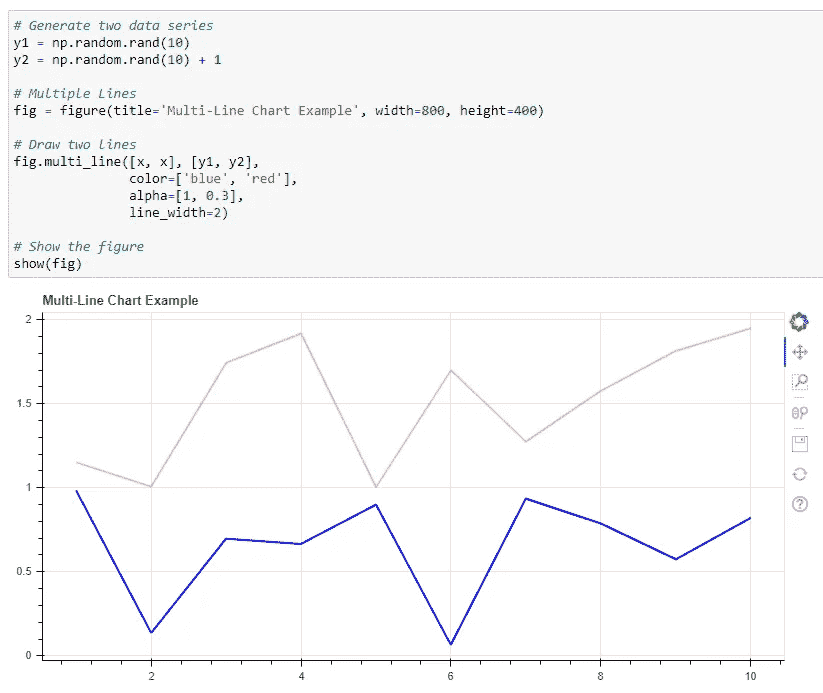 # Generate two data series
y1 = np.random.rand(10)
y2 = np.random.rand(10) + 1

# Multiple Lines
fig = figure(title='Multi-Line Chart Example', width=800, height=400)

# Draw two lines
fig.multi_line([x, x], [y1, y2],
              color=['blue', 'red'],
              alpha=[1, 0.3],
              line_width=2)

# Show the figure
show(fig)
Multi-Line Chart Example
2
1.5
1
0.5
0
2 4 6 8 10